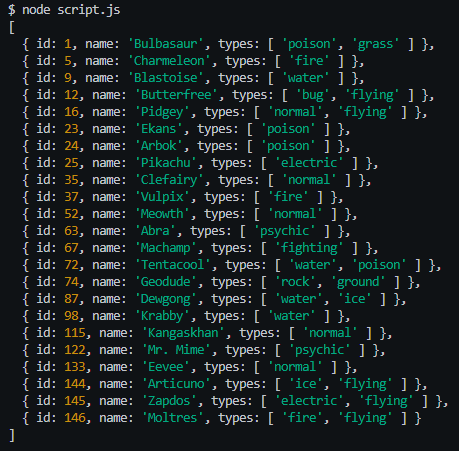 $ node script.js
[
  { id: 1, name: 'Bulbasaur', types: [ 'poison', 'grass' ] },
  { id: 5, name: 'Charmeleon', types: [ 'fire' ] },
  { id: 9, name: 'Blastoise', types: [ 'water' ] },
  { id: 12, name: 'Butterfree', types: [ 'bug', 'flying' ] },
  { id: 16, name: 'Pidgey', types: [ 'normal', 'flying' ] },
  { id: 23, name: 'Ekans', types: [ 'poison' ] },
  { id: 24, name: 'Arbok', types: [ 'poison' ] },
  { id: 25, name: 'Pikachu', types: [ 'electric' ] },
  { id: 35, name: 'Clefairy', types: [ 'normal' ] },
  { id: 37, name: 'Vulpix', types: [ 'fire' ] },
  { id: 52, name: 'Meowth', types: [ 'normal' ] },
  { id: 63, name: 'Abra', types: [ 'psychic' ] },
  { id: 67, name: 'Machamp', types: [ 'fighting' ] },
  { id: 72, name: 'Tentacool', types: [ 'water', 'poison' ] },
  { id: 74, name: 'Geodude', types: [ 'rock', 'ground' ] },
  { id: 87, name: 'Dewgong', types: [ 'water', 'ice' ] },
  { id: 98, name: 'Krabby', types: [ 'water' ] },
  { id: 115, name: 'Kangaskhan', types: [ 'normal' ] },
  { id: 122, name: 'Mr. Mime', types: [ 'psychic' ] },
  { id: 133, name: 'Eevee', types: [ 'normal' ] },
  { id: 144, name: 'Articuno', types: [ 'ice', 'flying' ] },
  { id: 145, name: 'Zapdos', types: [ 'electric', 'flying' ] },
  { id: 146, name: 'Moltres', types: [ 'fire', 'flying' ] }
]